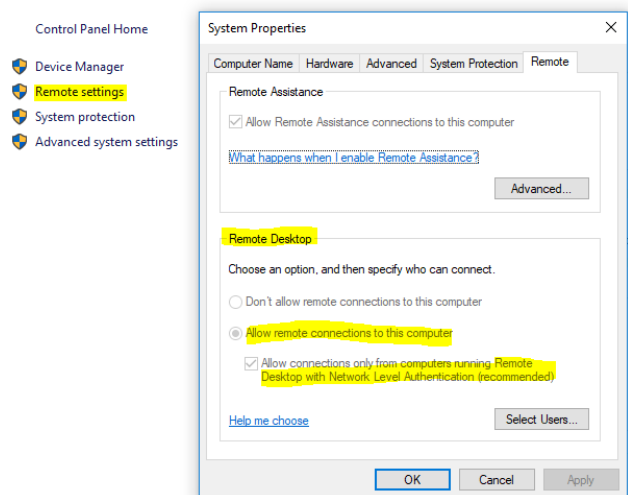 Control Panel Home
Device Manager
Remote settings
System protection
Advanced system settings
System Properties
Computer Name Hardware Advanced System Protection Remote
Remote Assistance
Allow Remote Assistance connections to this computer
What happens when I enable Remote Assistance?
Advanced...
Remote Desktop
Choose an option, and then specify who can connect.
Don't allow remote connections to this computer
Allow remote connections to this computer
Allow connections only from computers running Remote
Desktop with Network Level Authentication (recommended)
Help me choose
Select Users...
OK Cancel Apply